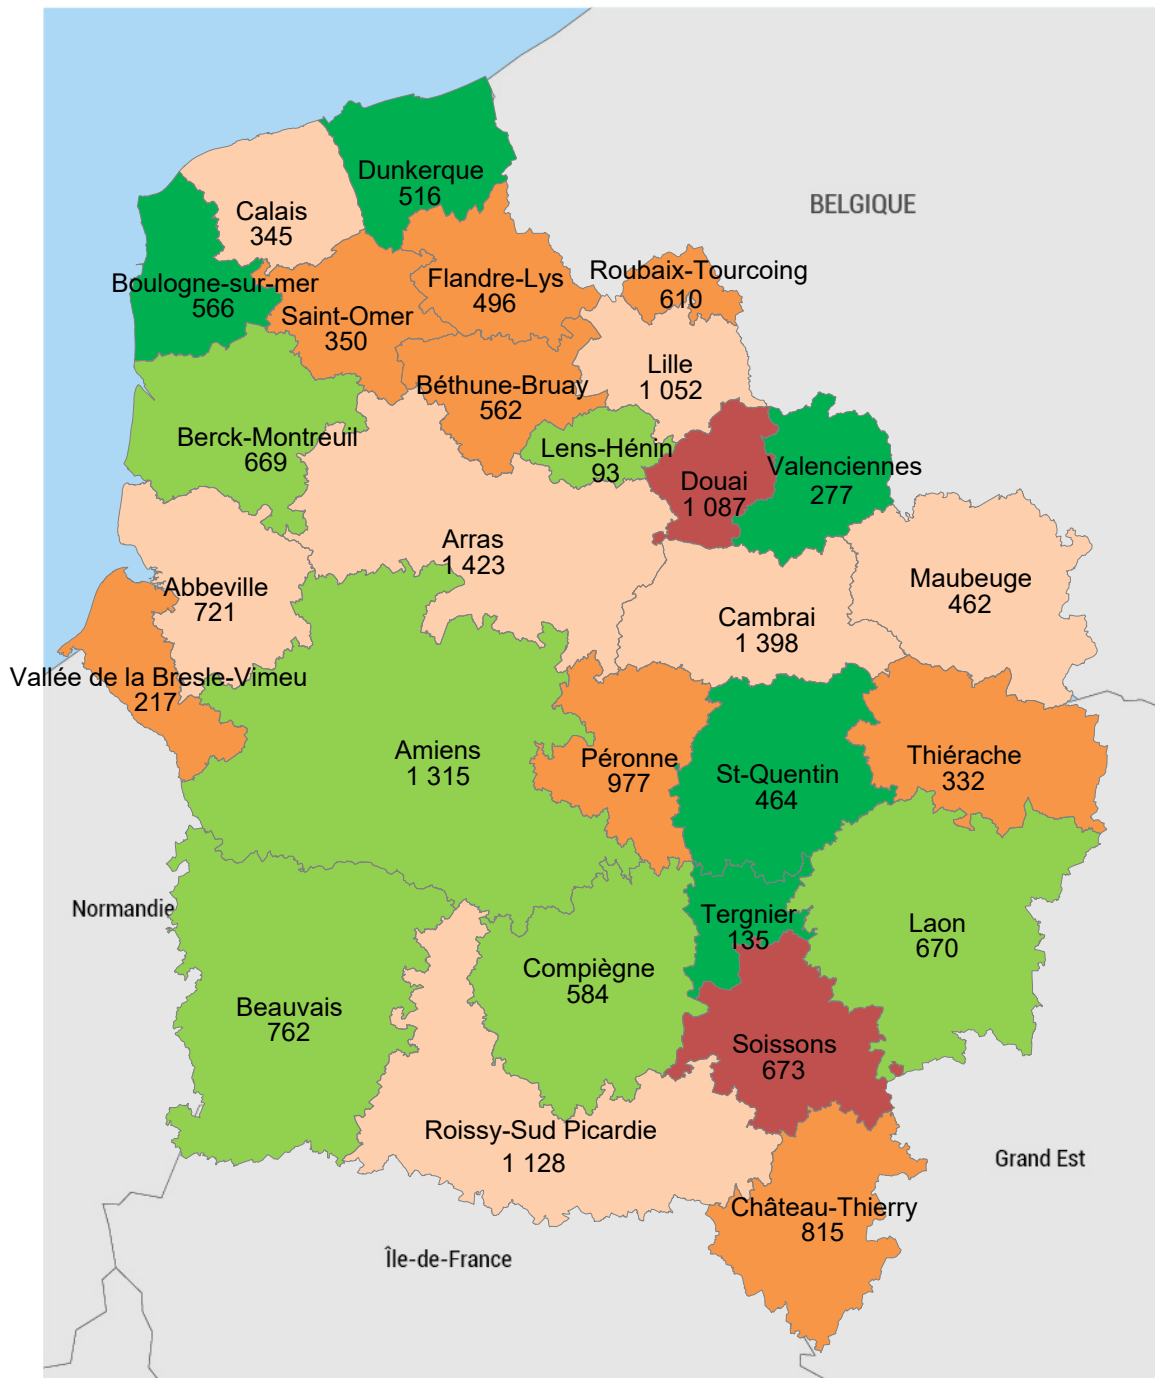 Dunkerque
516
BELGIQUE
Calais
345
Boulogne-sur-mer
566
Flandre-Lys
496
Roubaix-Tourcoing
610
Saint-Omer
350
Lille
1 052
Béthune-Bruay
562
Berck-Montreuil
669
Lens-Hénin
93
Douai
1 087
Valenciennes
277
Arras
1 423
Abbeville
721
Maubeuge
462
Cambrai
1 398
Vallée de la Bresle-Vimeu
217
Amiens
1 315
Péronne
977
St-Quentin
464
Thiérache
332
Normandie
Tergnier
135
Laon
670
Compiègne
584
Beauvais
762
Soissons
673
Roissy-Sud Picardie
1 128
Grand Est
Château-Thierry
815
Île-de-France